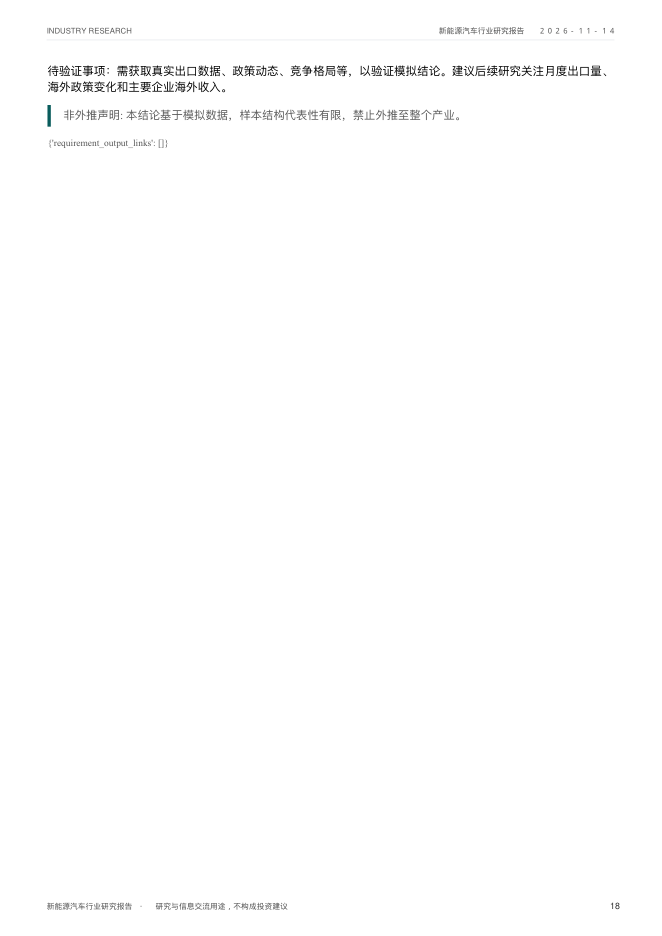 INDUSTRY RESEARCH 新能源汽车行业研究报告 2026-11-14
待验证事项：需获取真实出口数据、政策动态、竞争格局等，以验证模拟结论。建议后续研究关注月度出口量、
海外政策变化和主要企业海外收入。
非外推声明: 本结论基于模拟数据，样本结构代表性有限，禁止外推至整个产业。
{'requirement_output_links': []}
新能源汽车行业研究报告 · 研究与信息交流用途，不构成投资建议 18